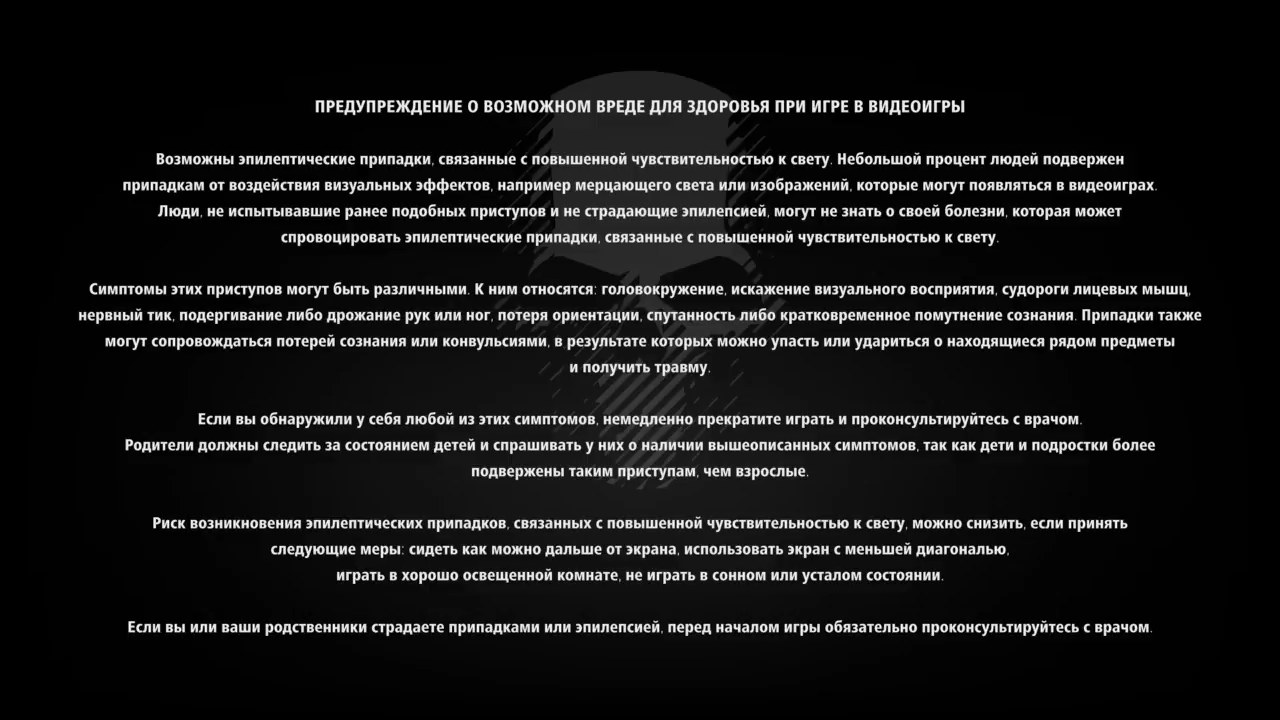 ПРЕДУПРЕЖДЕНИЕ О ВОЗМОЖНОМ ВРЕДЕ ДЛЯ ЗДОРОВЬЯ ПРИ ИГРЕ В ВИДЕОИГРЫ
Возможны эпилептические припадки, связанные с повышенной чувствительностью к свету. Небольшой процент людей подвержен
припадкам от воздействия визуальных эффектов, например мерцающего света или изображений, которые могут появляться в видеоиграх.
Люди, не испытывавшие ранее подобных приступов и не страдающие эпилепсией, могут не знать о своей болезни, которая может
спровоцировать эпилептические припадки, связанные с повышенной чувствительностью к свету.
Симптомы этих приступов могут быть различными. К ним относятся: головокружение, искажение визуального восприятия, судороги лицевых мышц,
нервный тик, подергивание либо дрожание рук или ног, потеря ориентации, спутанность либо кратковременное помутнение сознания. Припадки также
могут сопровождаться потерей сознания или конвульсиями, в результате которых можно упасть или удариться о находящиеся рядом предметы
и получить травму.
Если вы обнаружили у себя любой из этих симптомов, немедленно прекратите играть и проконсультируйтесь с врачом.
Родители должны следить за состоянием детей и спрашивать у них о наличии вышеописанных симптомов, так как дети и подростки более
подвержены таким приступам, чем взрослые.
Риск возникновения эпилептических припадков, связанных с повышенной чувствительностью к свету, можно снизить, если принять
следующие меры: сидеть как можно дальше от экрана, использовать экран с меньшей диагональю,
играть в хорошо освещенной комнате, не играть в сонном или усталом состоянии.
Если вы или ваши родственники страдаете припадками или эпилепсией, перед началом игры обязательно проконсультируйтесь с врачом.